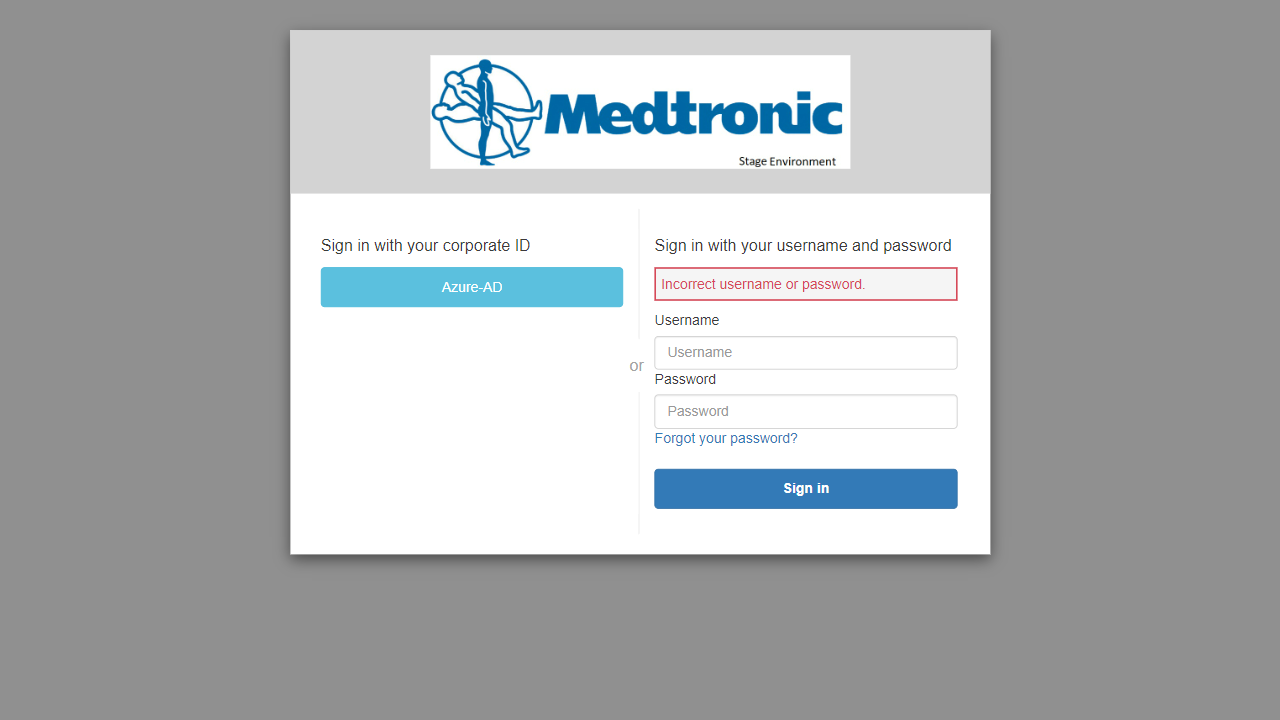 Medtronic
Stage Environment
Sign in with your corporate ID
Azure-AD
or
Sign in with your username and password
Incorrect username or password.
Username
Username
Password
Password
Forgot your password?
Sign in